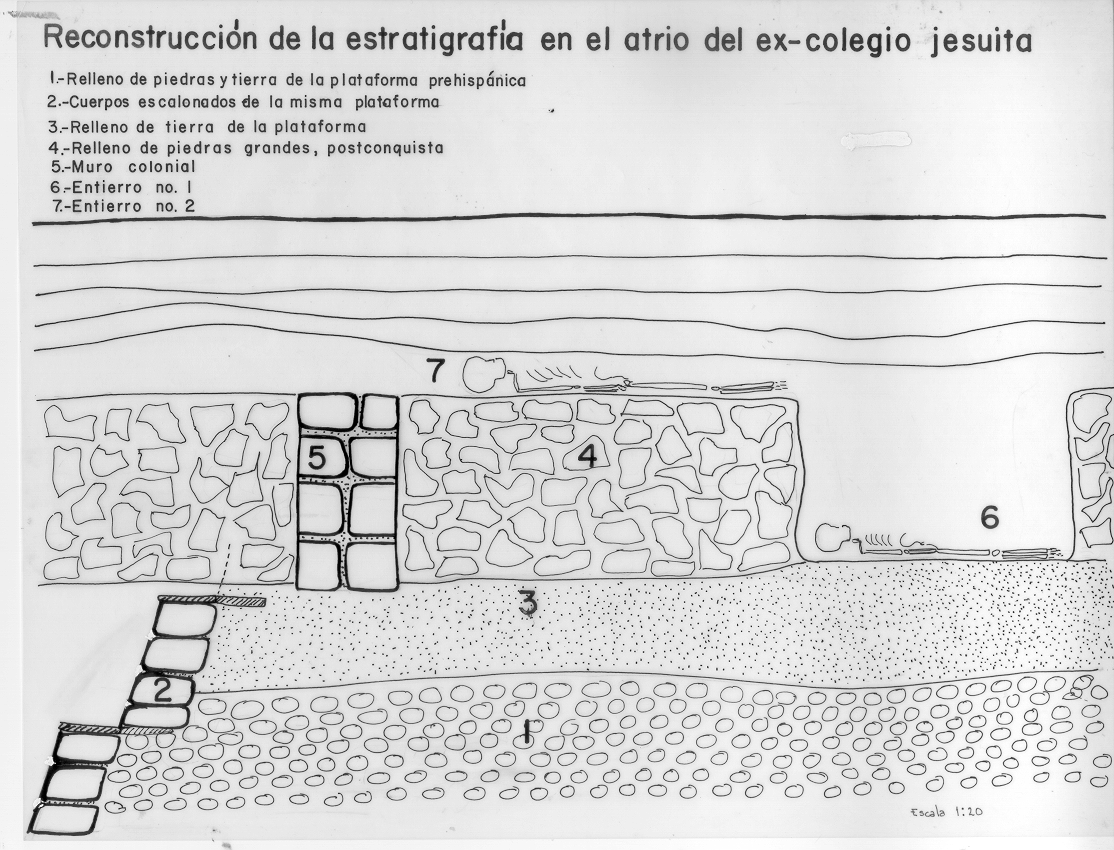 Reconstrucción de la estratigrafía en el atrio del ex-colegio jesuita
1.-Relleno de piedras y tierra de la plataforma prehispánica
2.-Cuerpos escalonados de la misma plataforma
3.-Relleno de tierra de la plataforma
4.-Relleno de piedras grandes, postconquista
5.-Muro colonial
6.-Entierro no. 1
7.-Entierro no. 2
7
5
4
6
3
2
1
Escala 1:20